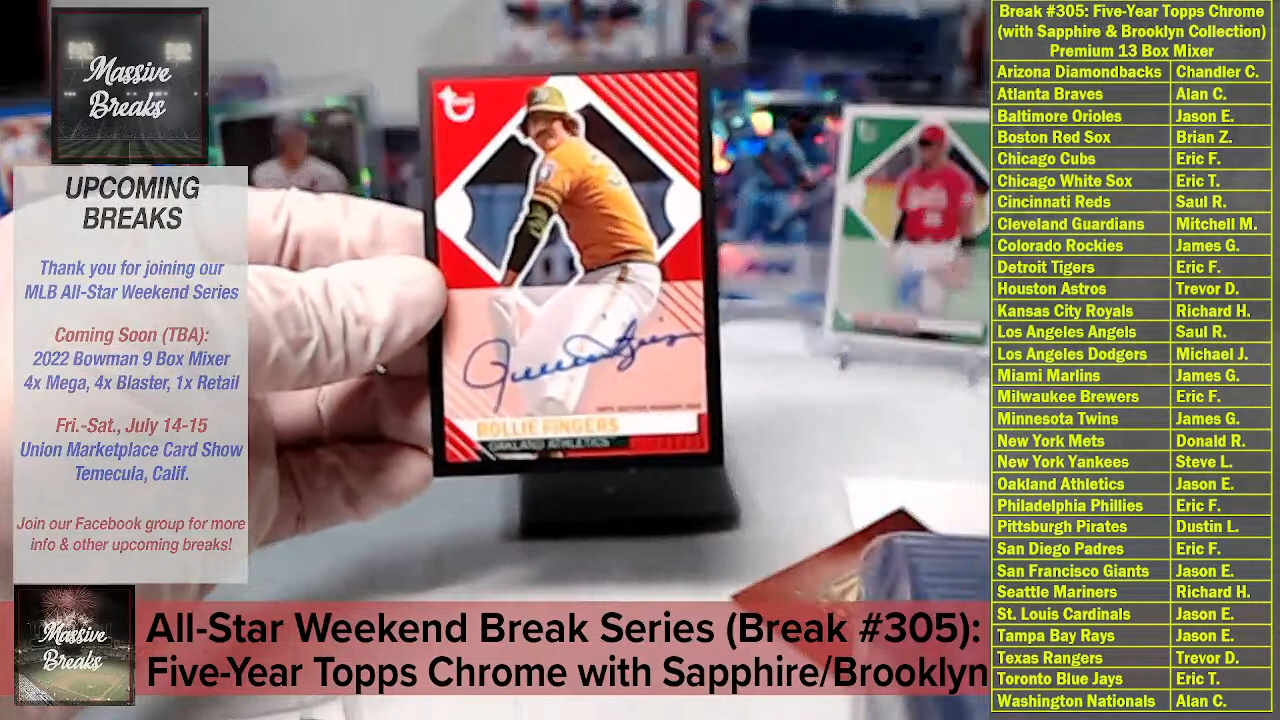 Massive
Breaks
UPCOMING
BREAKS
Thank you for joining our
MLB All-Star Weekend Series
Coming Soon (TBA):
2022 Bowman 9 Box Mixer
4x Mega, 4x Blaster, 1x Retail
Fri.-Sat., July 14-15
Union Marketplace Card Show
Temecula, Calif.
Join our Facebook group for more
info & other upcoming breaks!
ROLLIE FINGERS
OAKLAND ATHLETICS
Massive
Breaks
All-Star Weekend Break Series (Break #305):
Five-Year Topps Chrome with Sapphire/Brooklyn
Break #305: Five-Year Topps Chrome
(with Sapphire & Brooklyn Collection)
Premium 13 Box Mixer
Arizona Diamondbacks Chandler C.
Atlanta Braves Alan C.
Baltimore Orioles Jason E.
Boston Red Sox Brian Z.
Chicago Cubs Eric F.
Chicago White Sox Eric T.
Cincinnati Reds Saul R.
Cleveland Guardians Mitchell M.
Colorado Rockies James G.
Detroit Tigers Eric F.
Houston Astros Trevor D.
Kansas City Royals Richard H.
Los Angeles Angels Saul R.
Los Angeles Dodgers Michael J.
Miami Marlins James G.
Milwaukee Brewers Eric F.
Minnesota Twins James G.
New York Mets Donald R.
New York Yankees Steve L.
Oakland Athletics Jason E.
Philadelphia Phillies Eric F.
Pittsburgh Pirates Dustin L.
San Diego Padres Eric F.
San Francisco Giants Jason E.
Seattle Mariners Richard H.
St. Louis Cardinals Jason E.
Tampa Bay Rays Jason E.
Texas Rangers Trevor D.
Toronto Blue Jays Eric T.
Washington Nationals Alan C.